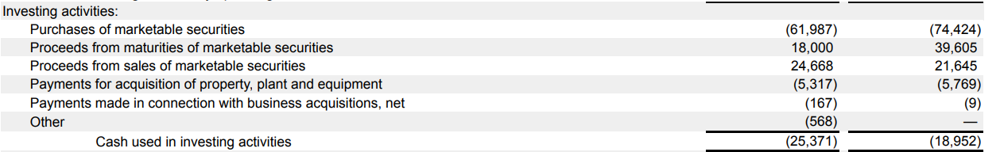 Investing activities:
Purchases of marketable securities (61,987) (74,424)
Proceeds from maturities of marketable securities 18,000 39,605
Proceeds from sales of marketable securities 24,668 21,645
Payments for acquisition of property, plant and equipment (5,317) (5,769)
Payments made in connection with business acquisitions, net (167) (9)
Other (568) —
Cash used in investing activities (25,371) (18,952)